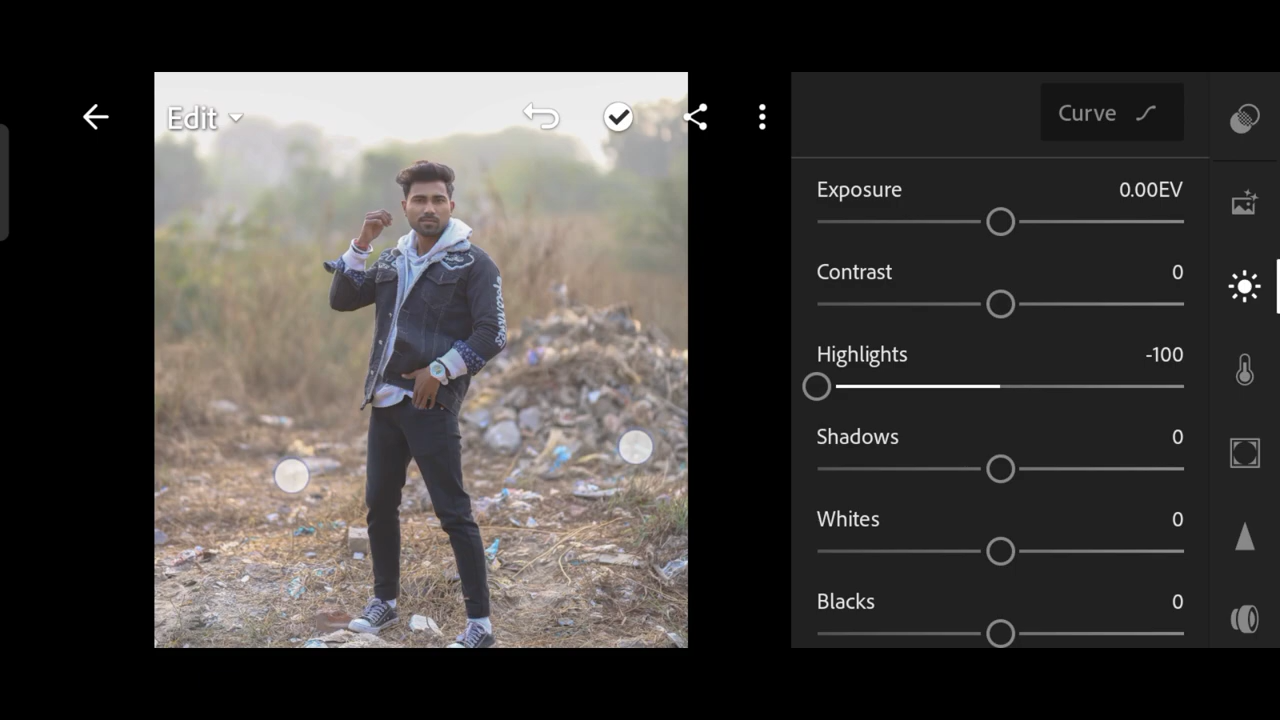 Edit
Curve
Exposure 0.00EV
Contrast 0
Highlights -100
Shadows 0
Whites 0
Blacks 0